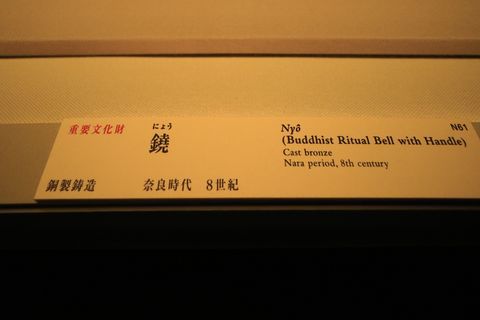 重要文化財
にょう
鐃
銅製鋳造
奈良時代 8世紀
Nyô
(Buddhist Ritual Bell with Handle)
Cast bronze
Nara period, 8th century
N61